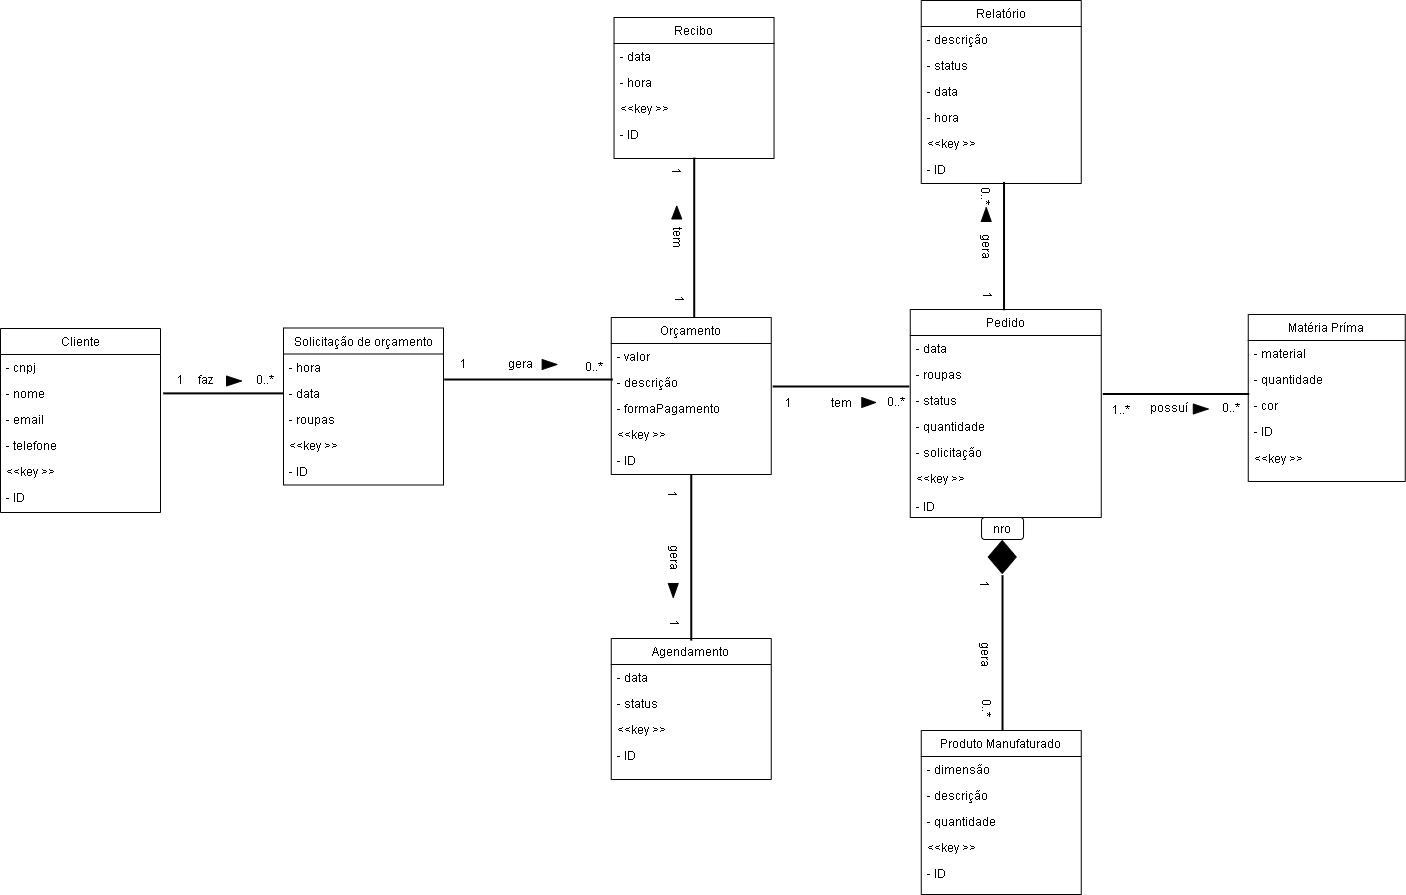 Recibo
- data
- hora
<<key >>
- ID
Relatório
- descrição
- status
- data
- hora
<<key >>
- ID
1
tem
1
0..*
gera
1
Cliente
- cnpj
- nome
- email
- telefone
<<key >>
- ID
1 faz 0..*
Solicitação de orçamento
- hora
- data
- roupas
<<key >>
- ID
1 gera 0..*
Orçamento
- valor
- descrição
- formaPagamento
<<key >>
- ID
1 tem 0..*
Pedido
- data
- roupas
- status
- quantidade
- solicitação
<<key >>
- ID
nro
1..* possuí 0..*
Matéria Príma
- material
- quantidade
- cor
- ID
<<key >>
1
gera
1
Agendamento
- data
- status
<<key >>
- ID
1
gera
0..*
Produto Manufaturado
- dimensão
- descrição
- quantidade
<<key >>
- ID